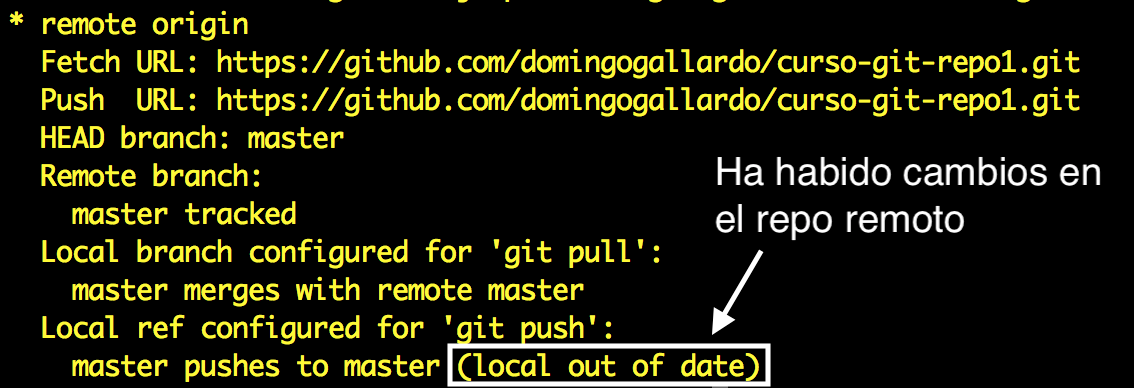 * remote origin
Fetch URL: https://github.com/domingogallardo/curso-git-repo1.git
Push  URL: https://github.com/domingogallardo/curso-git-repo1.git
HEAD branch: master
Remote branch:
master tracked
Local branch configured for 'git pull':
master merges with remote master
Local ref configured for 'git push':
master pushes to master (local out of date)
Ha habido cambios en
el repo remoto